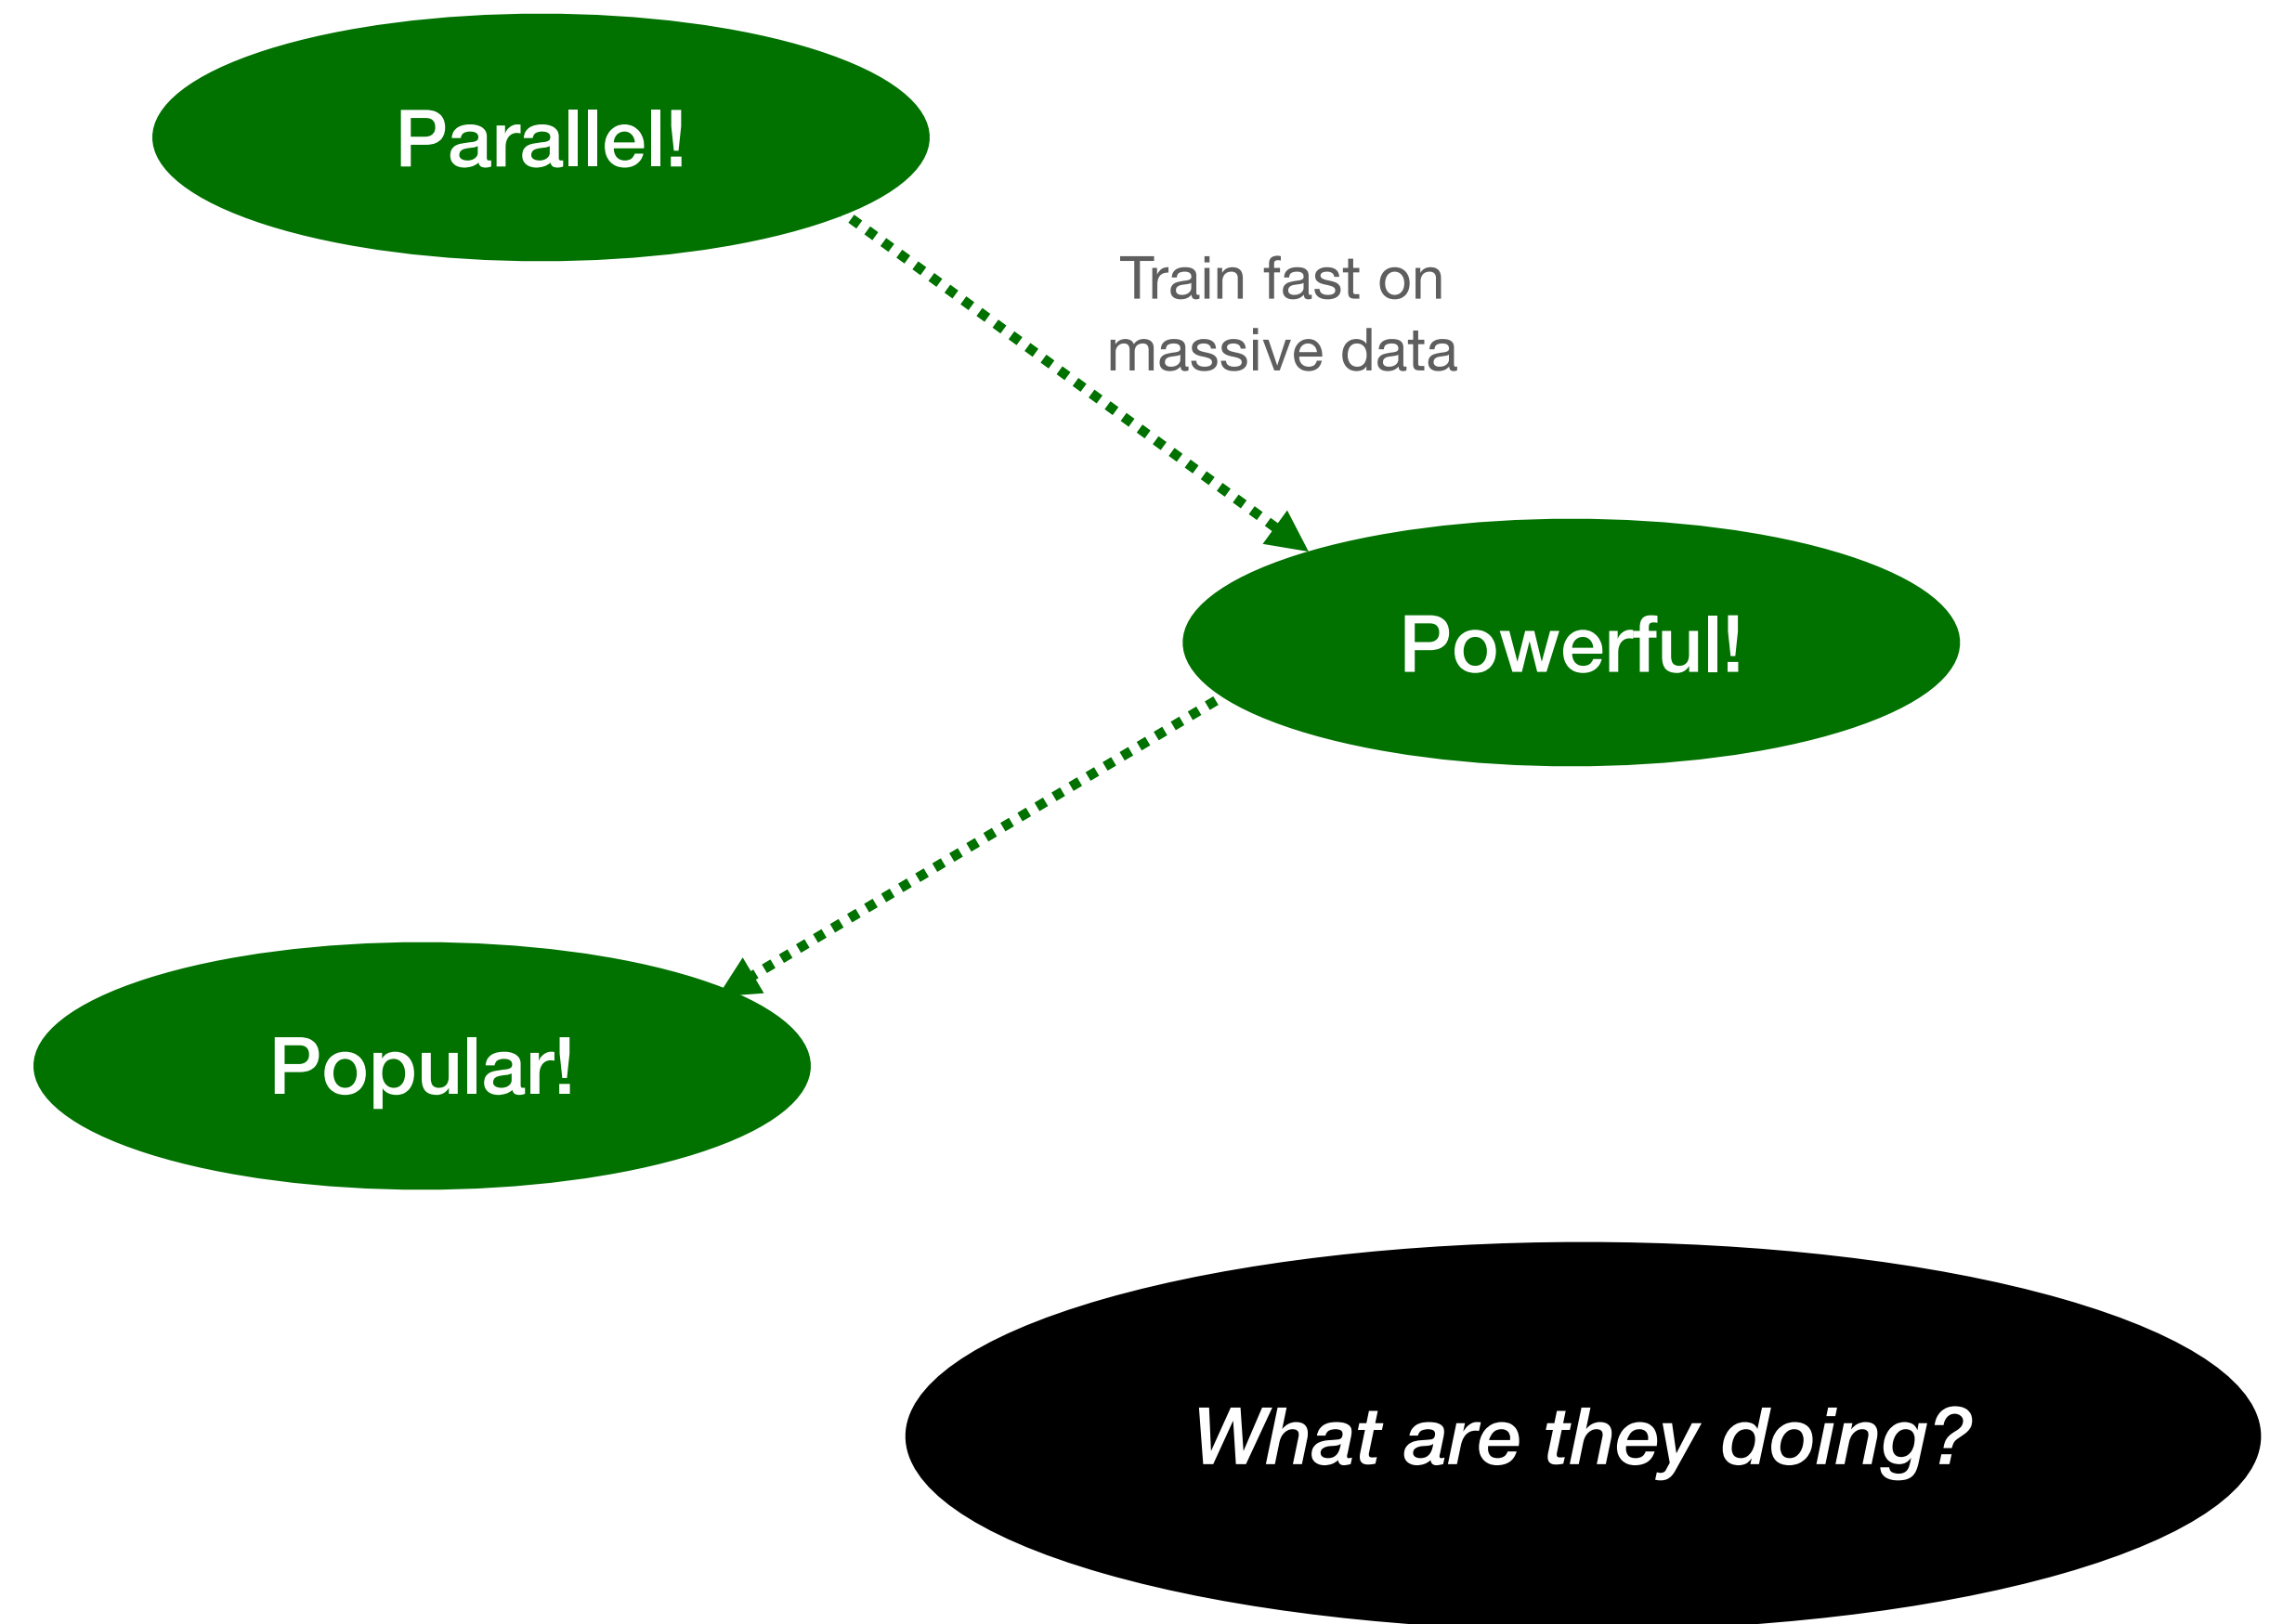 Parallel!
Train fast on
massive data
Powerful!
Popular!
What are they doing?